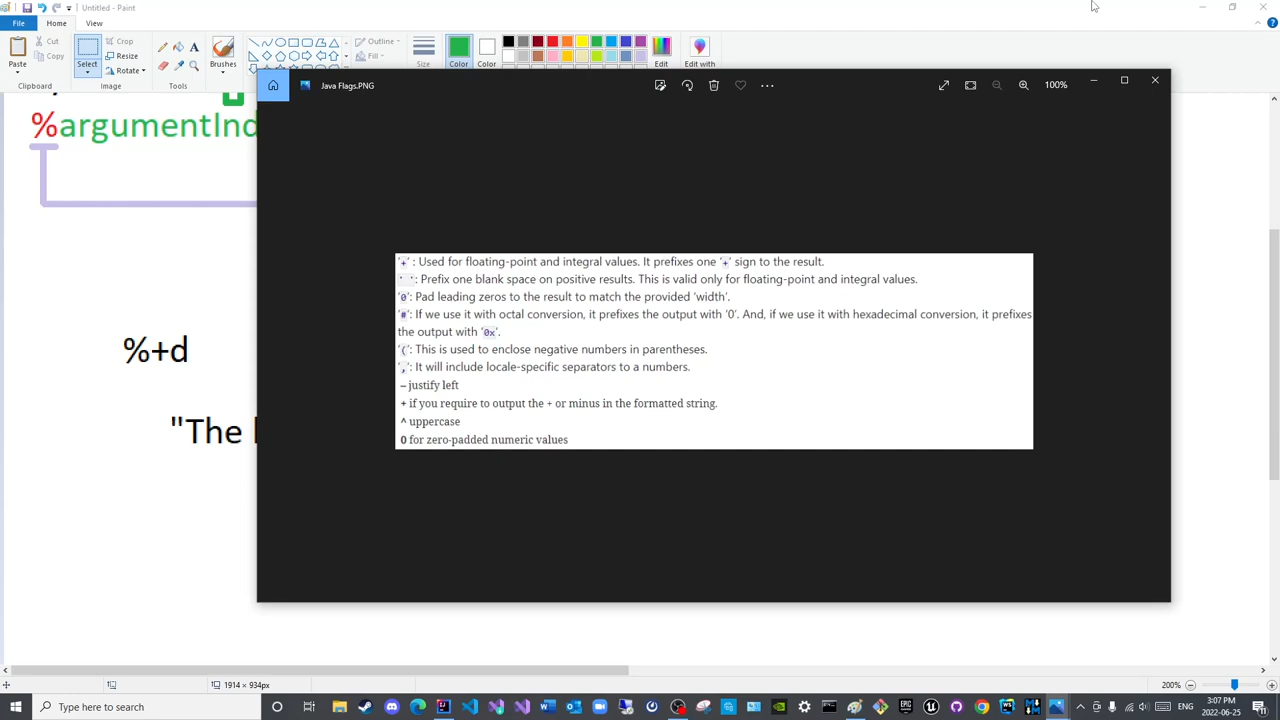 Untitled - Paint
File
Home
View
Paste
Cut
Copy
Clipboard
Select
Crop
Resize
Rotate
Image
A
Tools
Brushes
Outline
Fill
Size
Color
Color
Edit
Edit with
Java Flags.PNG
100%
%argumentInd
%+d
"The
'+' : Used for floating-point and integral values. It prefixes one '+' sign to the result.
' ': Prefix one blank space on positive results. This is valid only for floating-point and integral values.
'0': Pad leading zeros to the result to match the provided 'width'.
'#': If we use it with octal conversion, it prefixes the output with '0'. And, if we use it with hexadecimal conversion, it prefixes
the output with '0x'.
'(': This is used to enclose negative numbers in parentheses.
',': It will include locale-specific separators to a numbers.
– justify left
+ if you require to output the + or minus in the formatted string.
^ uppercase
0 for zero-padded numeric values
1914 × 934px
200%
Type here to search
3:07 PM
2022-06-25